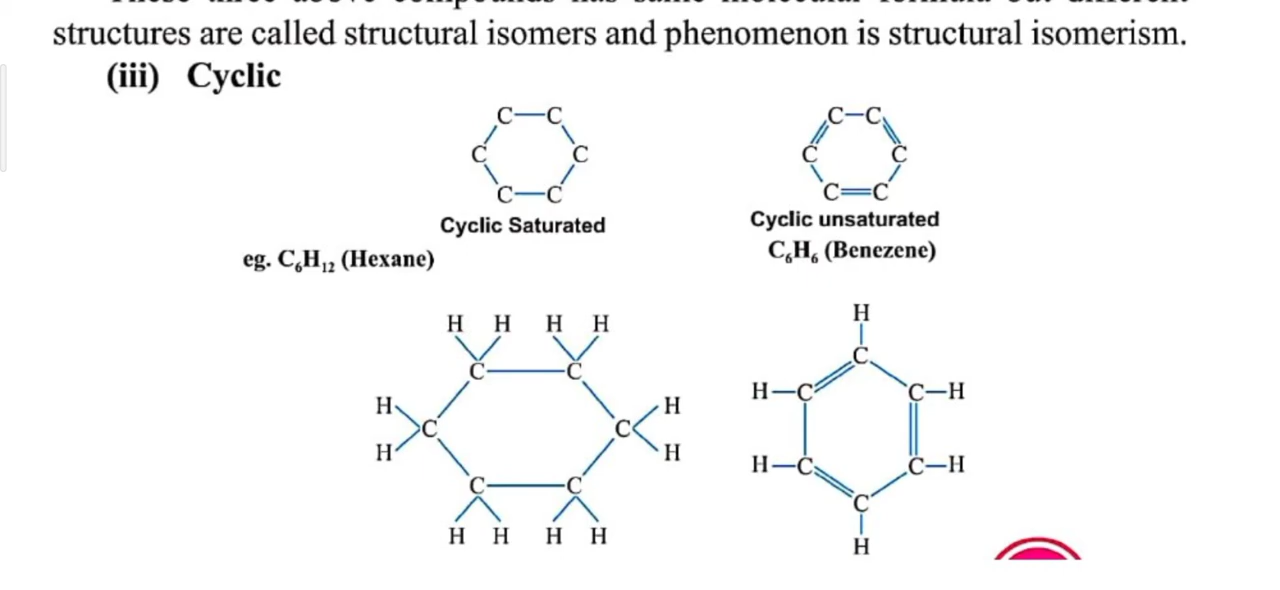 structures are called structural isomers and phenomenon is structural isomerism.
(iii) Cyclic
C—C
C C
C—C
Cyclic Saturated
C—C
C C
C=C
Cyclic unsaturated
C₆H₆ (Benezene)
eg. C₆H₁₂ (Hexane)
H H H H
C C
H H
C C
H H
C C
H H H H
H
C
H—C C—H
H—C C—H
C
H